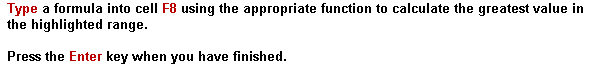 Type a formula into cell F8 using the appropriate function to calculate the greatest value in
the highlighted range.
Press the Enter key when you have finished.